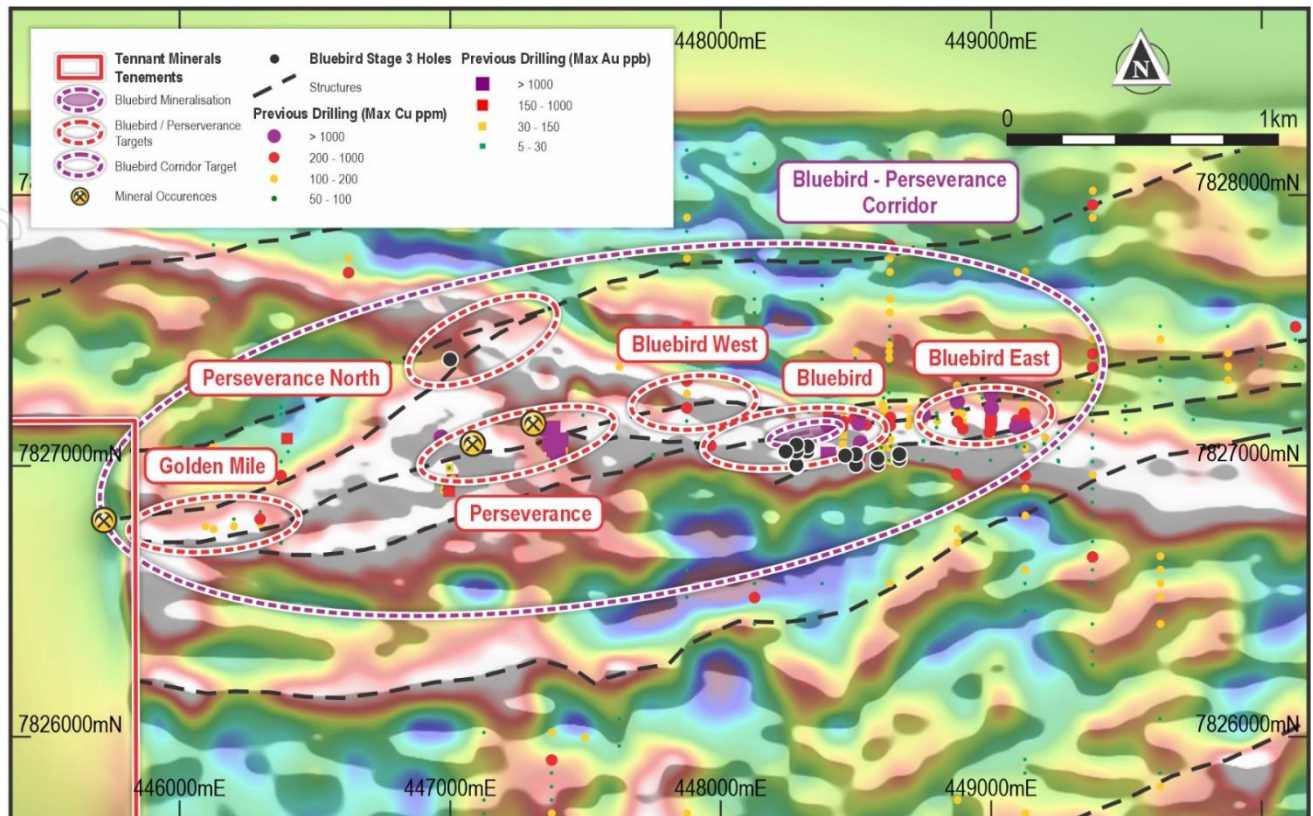 448000mE
449000mE
N
0
1km
Tennant Minerals
Tenements
Bluebird Mineralisation
Bluebird / Perserverance
Targets
Bluebird Corridor Target
Mineral Occurences
Bluebird Stage 3 Holes
Structures
Previous Drilling (Max Cu ppm)
> 1000
200 - 1000
100 - 200
50 - 100
Previous Drilling (Max Au ppb)
> 1000
150 - 1000
30 - 150
5 - 30
Bluebird - Perseverance
Corridor
7828000mN
Bluebird West
Bluebird
Bluebird East
Perseverance North
Golden Mile
Perseverance
7827000mN
7827000mN
7826000mN
7826000mN
446000mE
447000mE
448000mE
449000mE